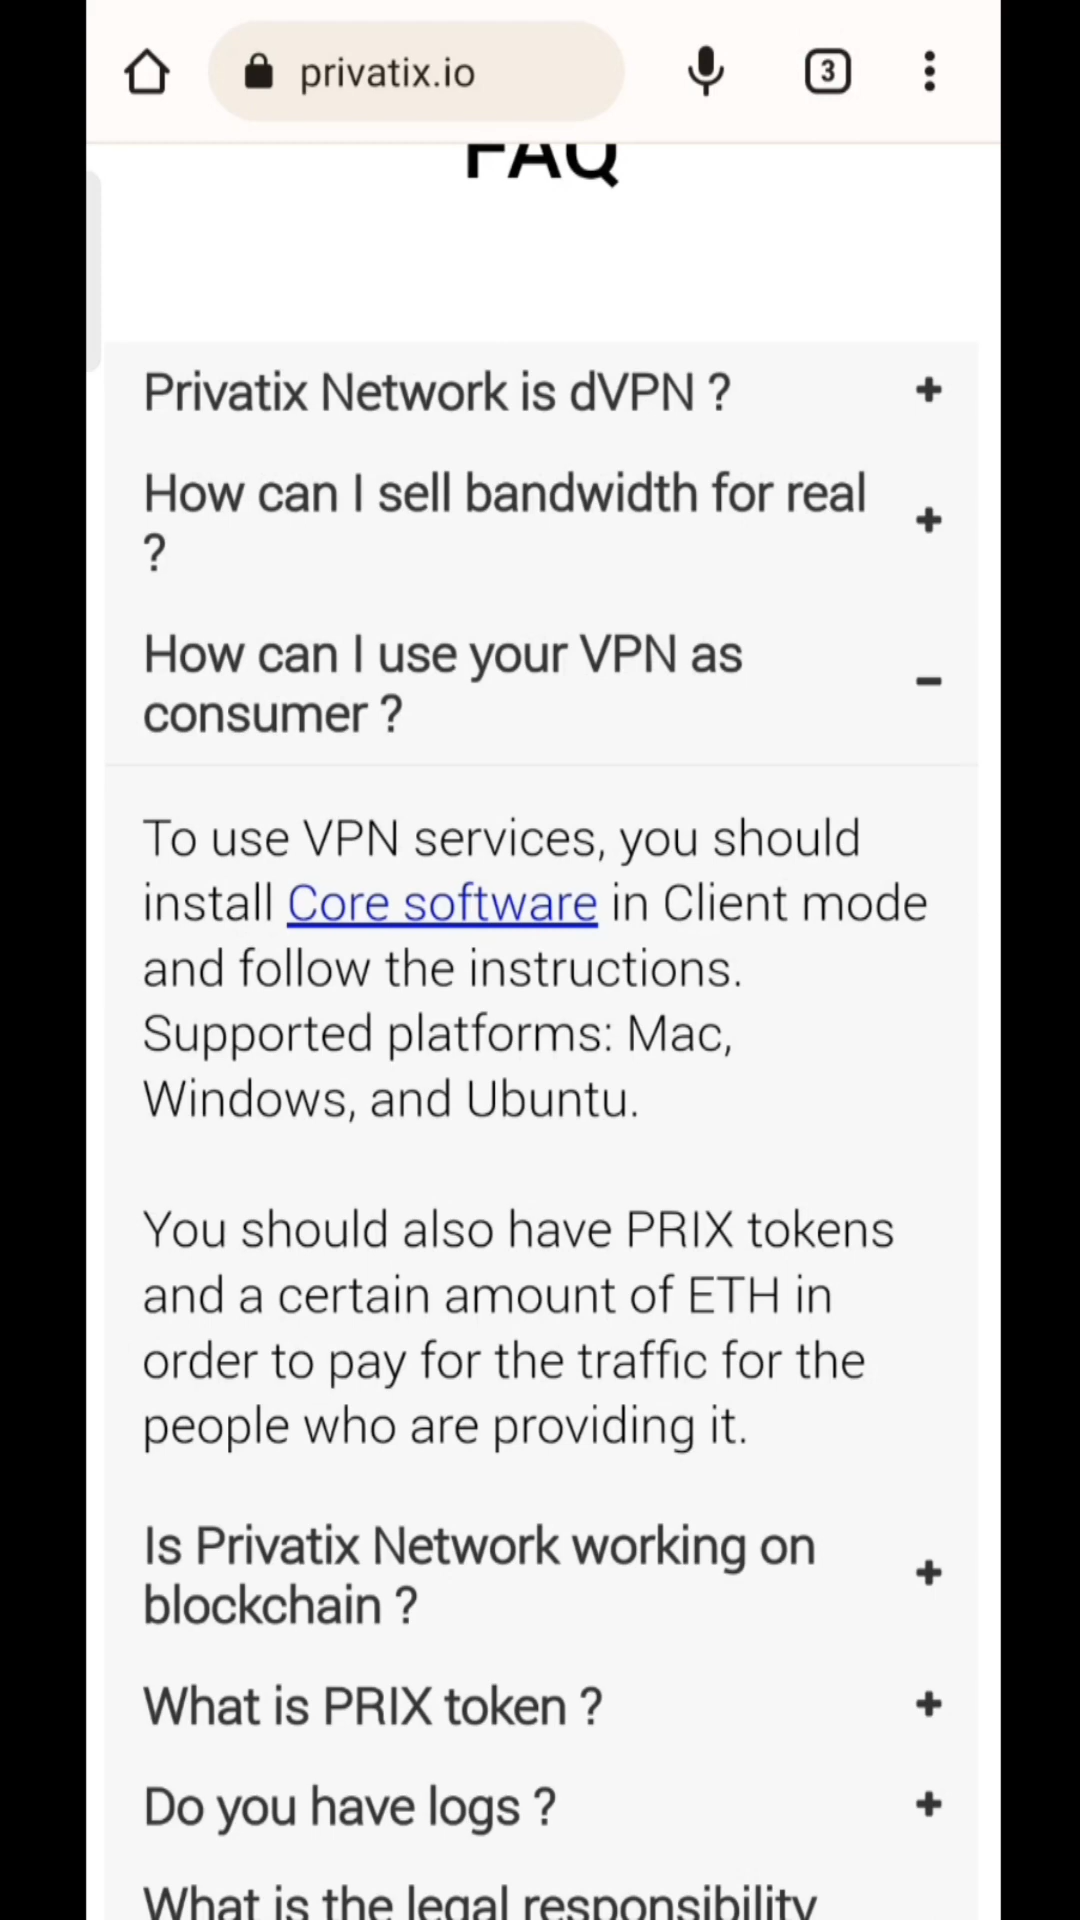 privatix.io
3
FAQ
Privatix Network is dVPN ?
+
How can I sell bandwidth for real
?
+
How can I use your VPN as
consumer ?
−
To use VPN services, you should
install Core software in Client mode
and follow the instructions.
Supported platforms: Mac,
Windows, and Ubuntu.
You should also have PRIX tokens
and a certain amount of ETH in
order to pay for the traffic for the
people who are providing it.
Is Privatix Network working on
blockchain ?
+
What is PRIX token ?
+
Do you have logs ?
+
What is the legal responsibility